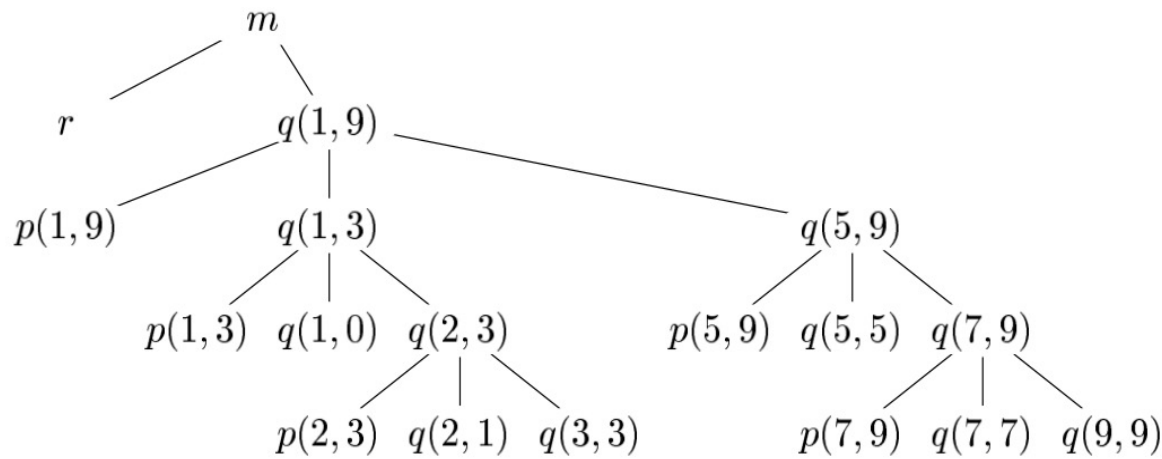 m
r q(1, 9)
p(1, 9) q(1, 3) q(5, 9)
p(1, 3) q(1, 0) q(2, 3) p(5, 9) q(5, 5) q(7, 9)
p(2, 3) q(2, 1) q(3, 3) p(7, 9) q(7, 7) q(9, 9)